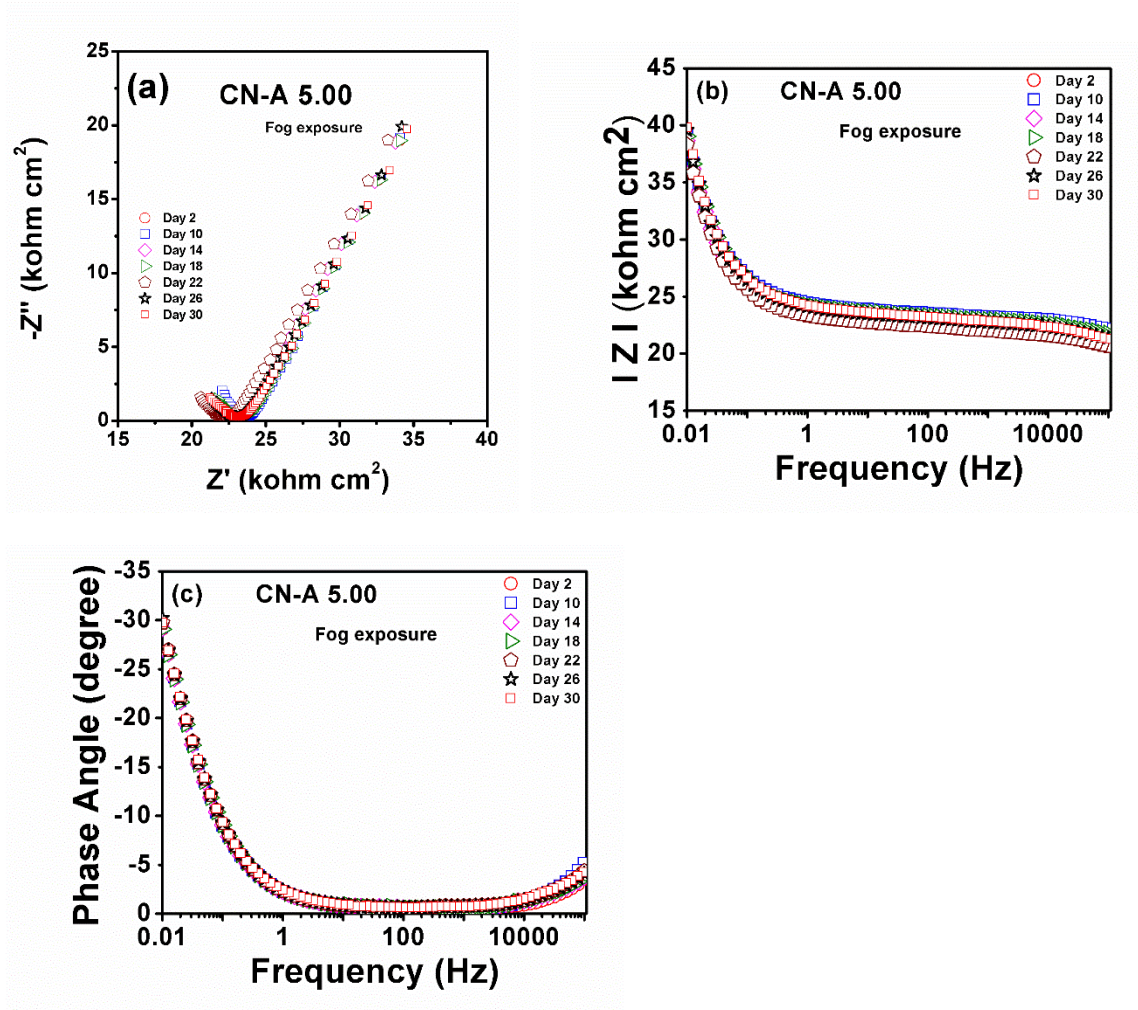 (a)
CN-A 5.00
Fog exposure
-Z'' (kohm cm2)
25
20
15
10
5
0
Day 2
Day 10
Day 14
Day 18
Day 22
Day 26
Day 30
15 20 25 30 35 40
Z' (kohm cm2)
(b)
CN-A 5.00
Fog exposure
I Z I (kohm cm2)
45
40
35
30
25
20
15
Day 2
Day 10
Day 14
Day 18
Day 22
Day 26
Day 30
0.01 1 100 10000
Frequency (Hz)
(c)
CN-A 5.00
Fog exposure
Phase Angle (degree)
-35
-30
-25
-20
-15
-10
-5
0
Day 2
Day 10
Day 14
Day 18
Day 22
Day 26
Day 30
0.01 1 100 10000
Frequency (Hz)